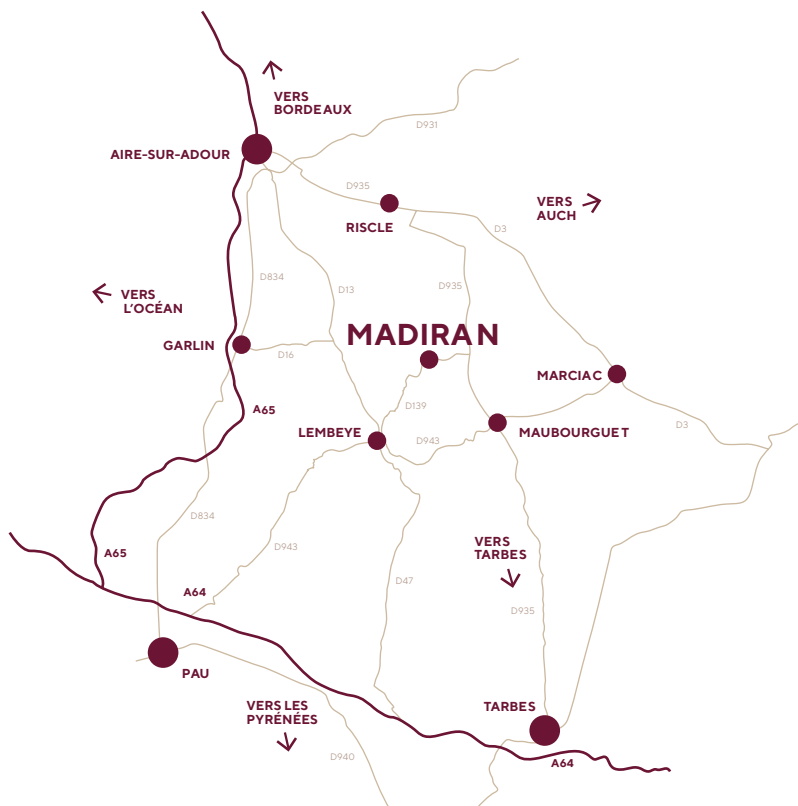 VERS
BORDEAUX
D931
AIRE-SUR-ADOUR
D935
RISCLE
VERS
AUCH
D3
D834
D13
D935
VERS
L'OCÉAN
MADIRAN
GARLIN
D16
MARCIAC
A65
D139
LEMBEYE
D943
MAUBOURGUET
D3
D834
A65
D943
VERS
TARBES
A64
D47
D935
PAU
VERS LES
PYRÉNÉES
TARBES
D940
A64